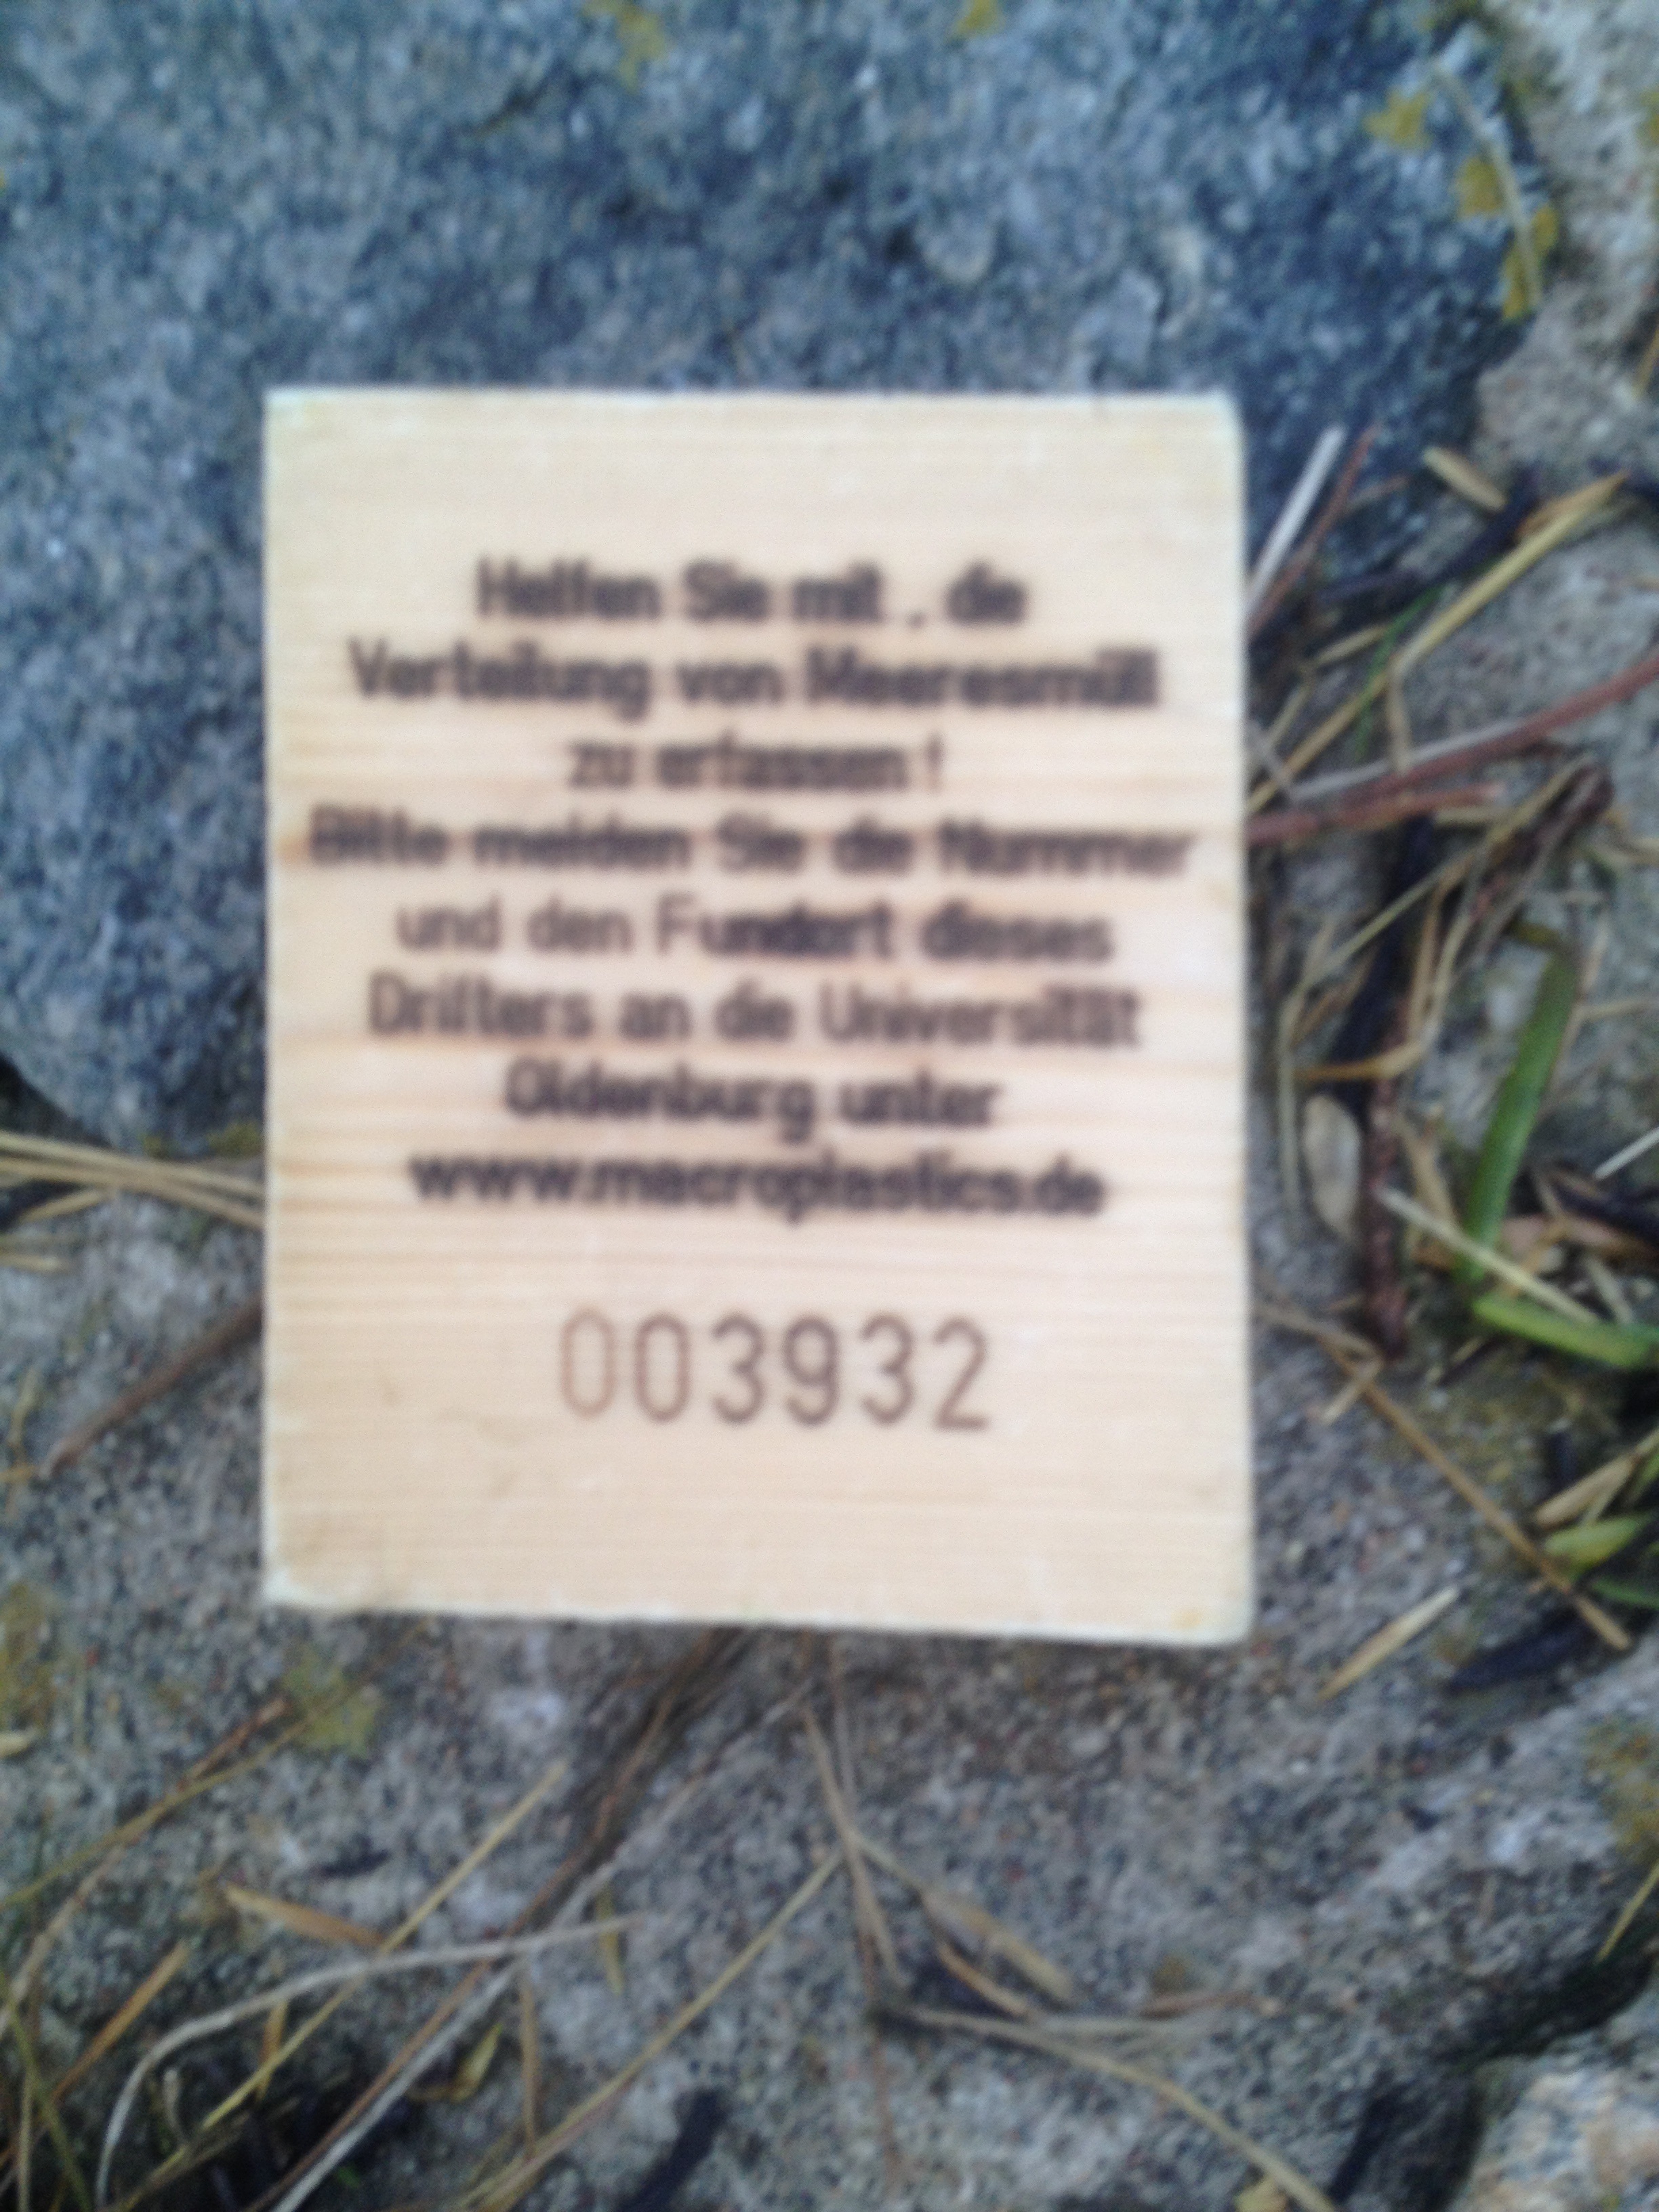 Helfen Sie mit , die
Verteilung von Meeresmüll
zu erfassen !
Bitte melden Sie die Nummer
und den Fundort dieses
Drifters an die Universität
Oldenburg unter
www.macroplastics.de
003932